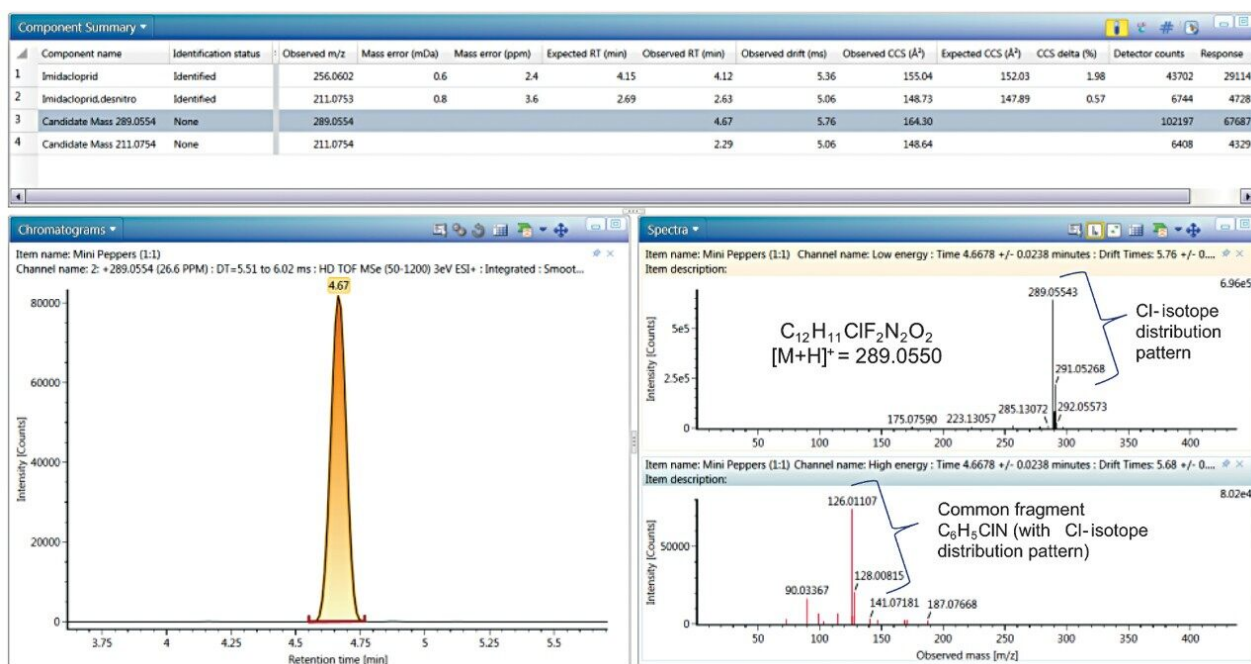 Component Summary
Component name Identification status Observed m/z Mass error (mDa) Mass error (ppm) Expected RT (min) Observed RT (min) Observed drift (ms) Observed CCS (Å²) Expected CCS (Å²) CCS delta (%) Detector counts Response
1 Imidacloprid Identified 256.0602 0.6 2.4 4.15 4.12 5.36 155.04 152.03 1.98 43702 29114
2 Imidacloprid,desnitro Identified 211.0753 0.8 3.6 2.69 2.63 5.06 148.73 147.89 0.57 6744 4728
3 Candidate Mass 289.0554 None 289.0554 4.67 5.76 164.30 102197 67687
4 Candidate Mass 211.0754 None 211.0754 2.29 5.06 148.64 6408 4329
Chromatograms
Item name: Mini Peppers (1:1)
Channel name: 2: +289.0554 (26.6 PPM) : DT=5.51 to 6.02 ms : HD TOF MSe (50-1200) 3eV ESI+ : Integrated : Smoot...
4.67
80000
60000
40000
20000
0
Intensity [Counts]
3.75 4 4.25 4.5 4.75 5 5.25 5.5
Retention time [min]
Spectra
Item name: Mini Peppers (1:1) Channel name: Low energy : Time 4.6678 +/- 0.0238 minutes : Drift Times: 5.76 +/- 0....
Item description:
6.96e5
289.05543
5e5
2.5e5
0
Intensity [Counts]
C₁₂H₁₁ClF₂N₂O₂
[M+H]⁺ = 289.0550
Cl-isotope
distribution
pattern
291.05268
285.13072
292.05573
175.07590
223.13057
50 100 150 200 250 300 350 400
Item name: Mini Peppers (1:1) Channel name: High energy : Time 4.6678 +/- 0.0238 minutes : Drift Times: 5.68 +/- 0....
Item description:
8.02e4
126.01107
50000
0
Intensity [Counts]
Common fragment
C₆H₅ClN (with Cl-isotope
distribution pattern)
128.00815
90.03367
141.07181
187.07668
50 100 150 200 250 300 350 400
Observed mass [m/z]